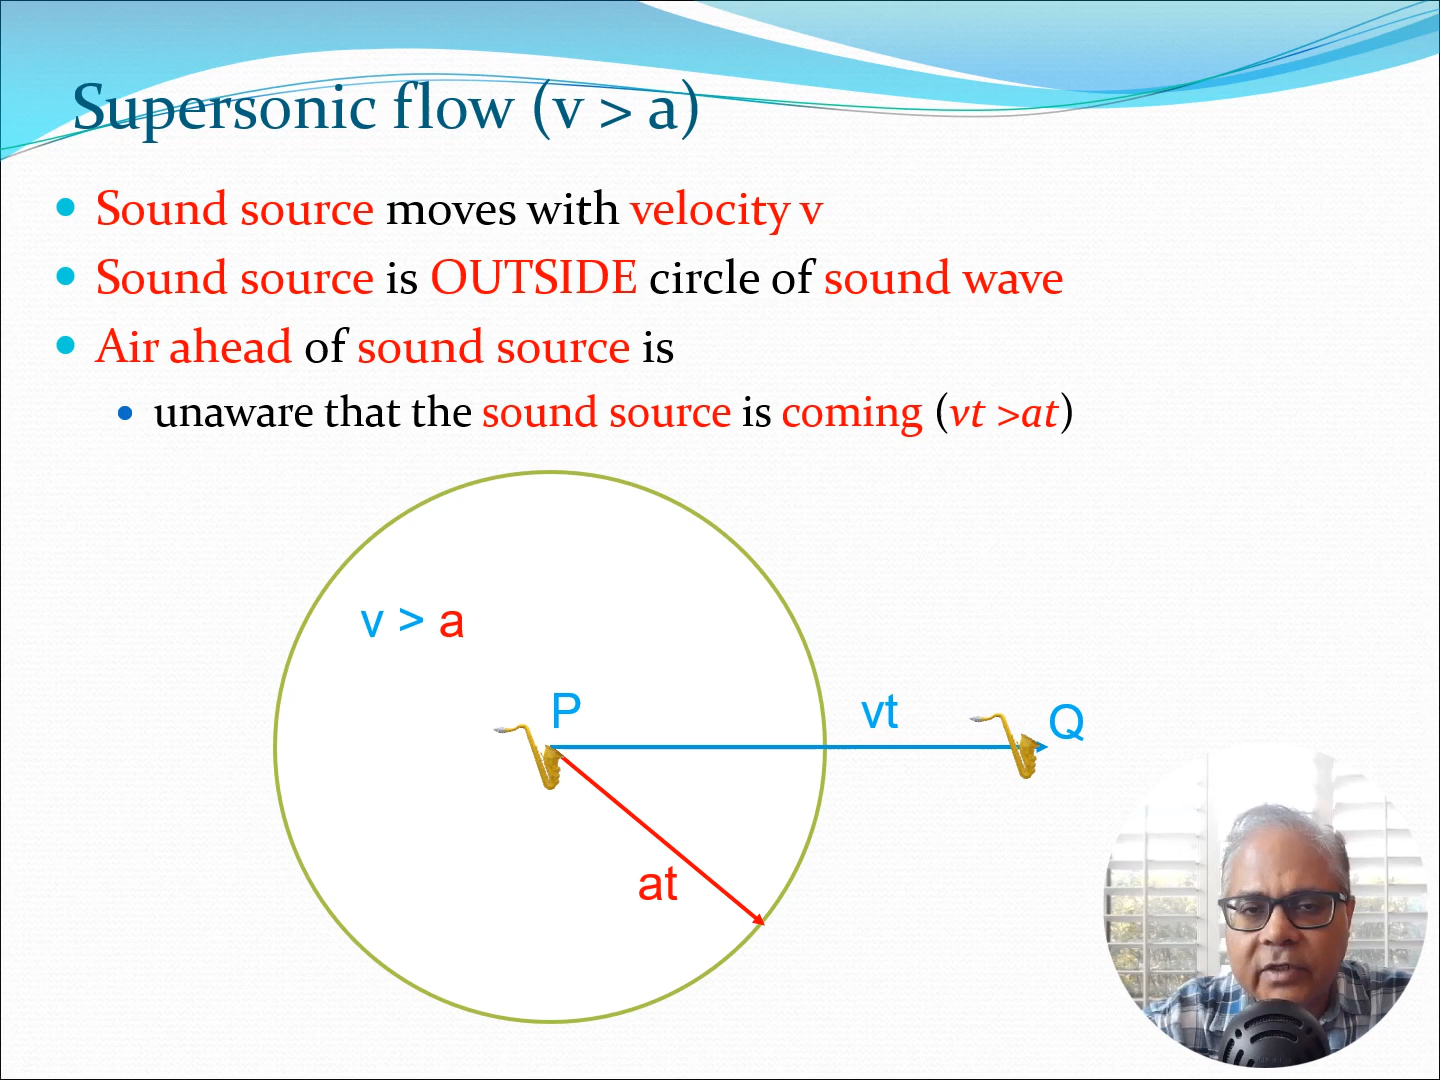 Supersonic flow (v > a)
Sound source moves with velocity v
Sound source is OUTSIDE circle of sound wave
Air ahead of sound source is
unaware that the sound source is coming (vt >at)
v > a
P
vt
Q
at